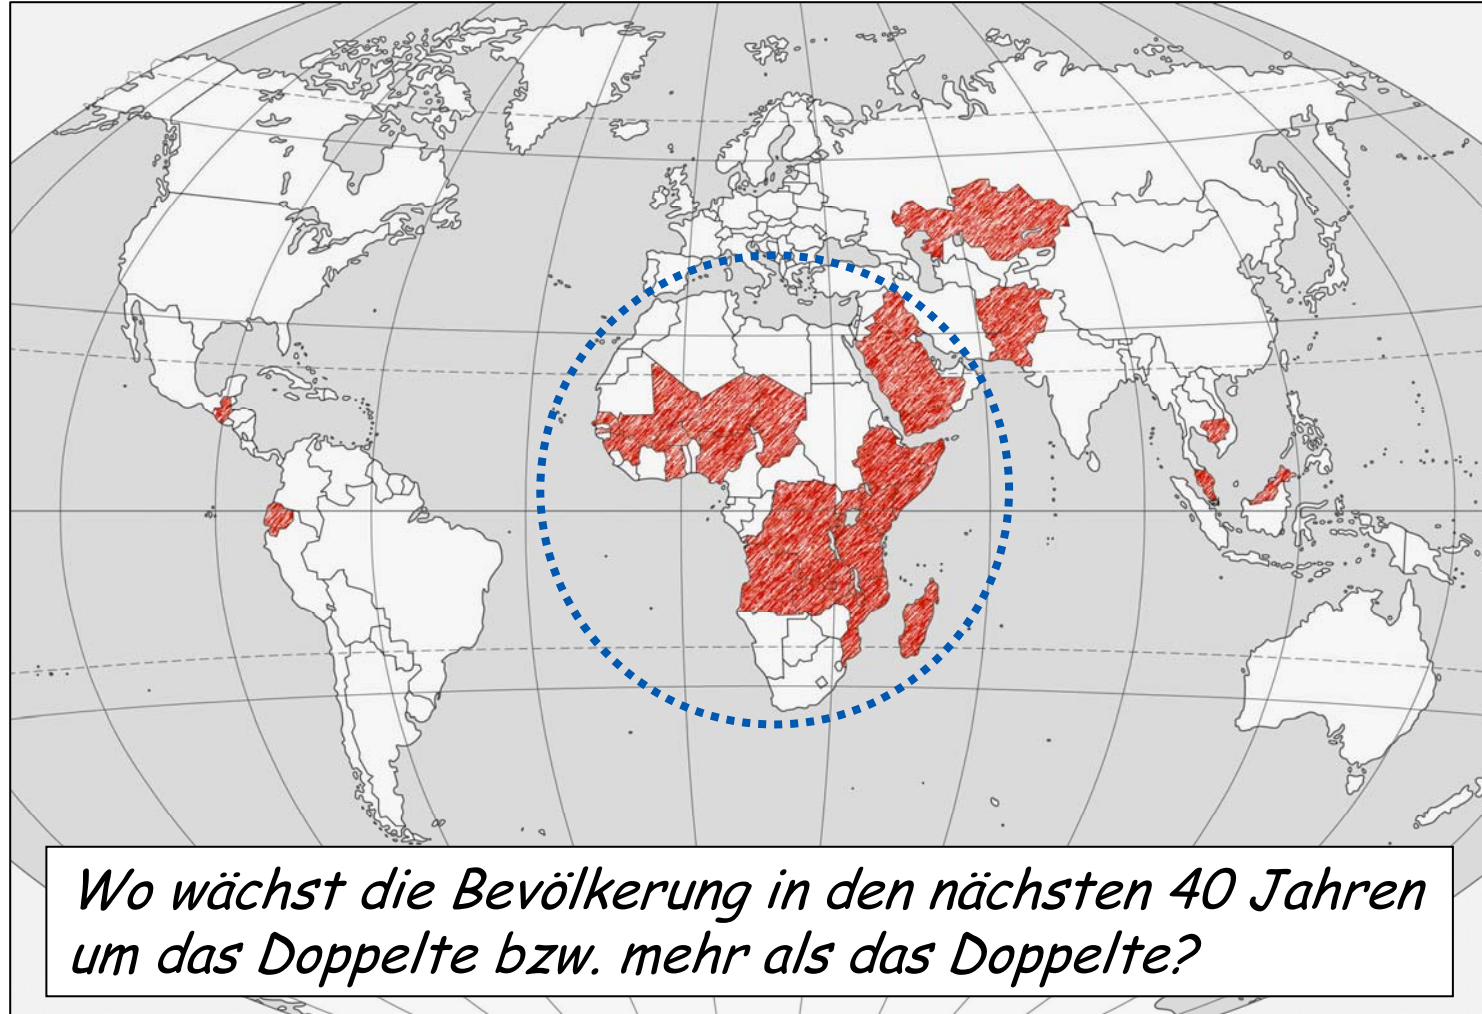 Wo wächst die Bevölkerung in den nächsten 40 Jahren
um das Doppelte bzw. mehr als das Doppelte?